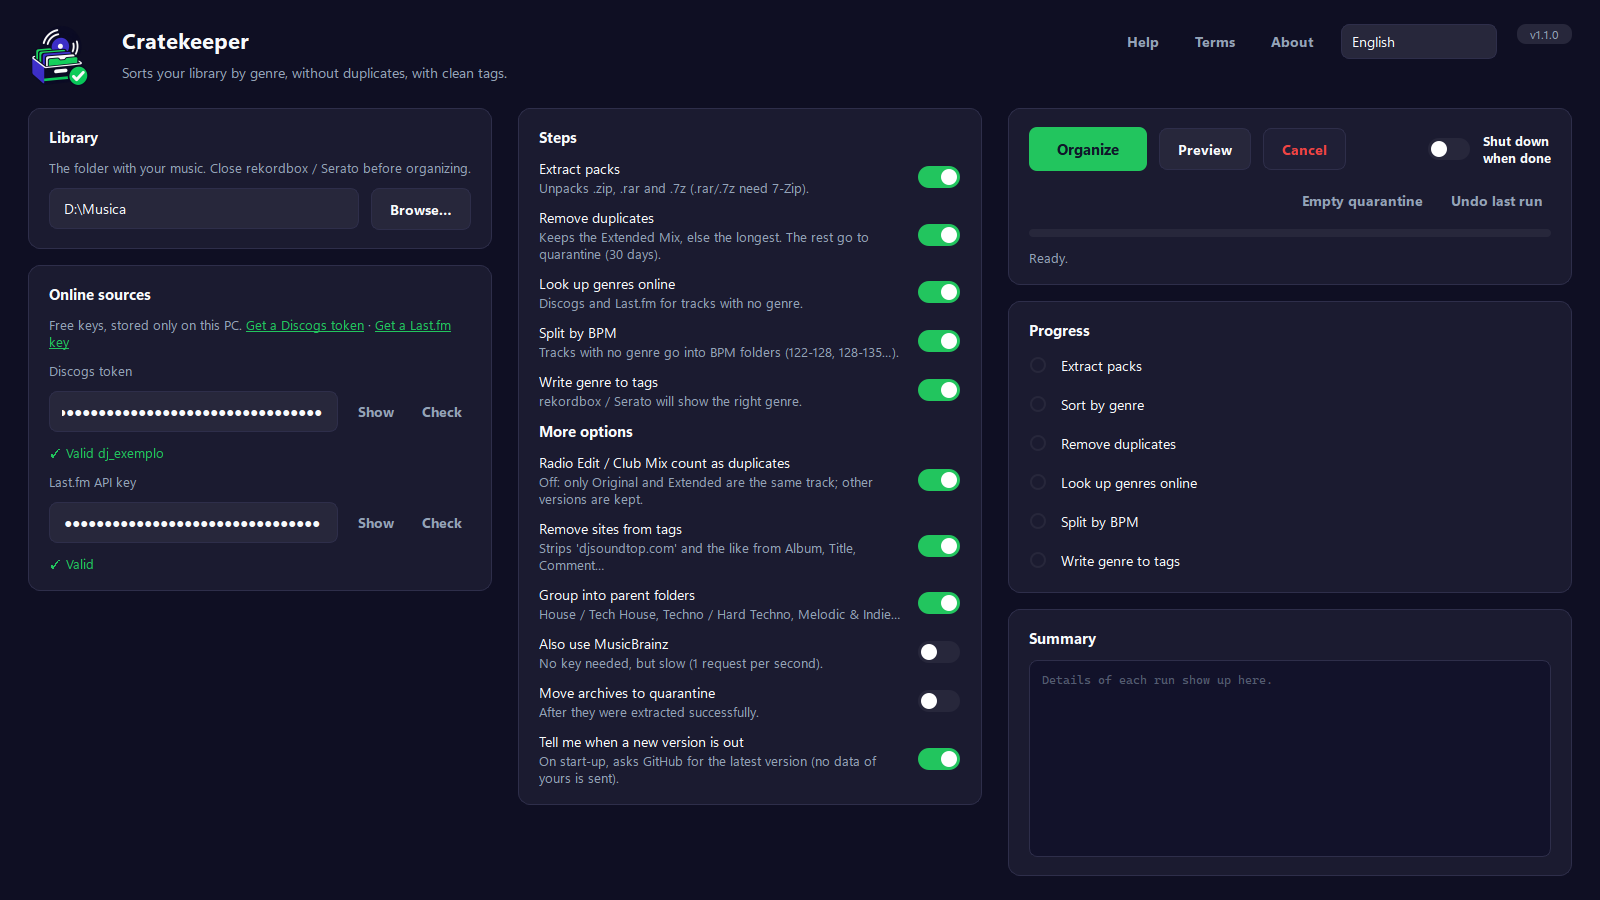 Cratekeeper
Sorts your library by genre, without duplicates, with clean tags.
Help
Terms
About
English
v1.1.0
Library
The folder with your music. Close rekordbox / Serato before organizing.
D:\Musica
Browse...
Online sources
Free keys, stored only on this PC. Get a Discogs token · Get a Last.fm
key
Discogs token
Show
Check
✓ Valid dj_exemplo
Last.fm API key
Show
Check
✓ Valid
Steps
Extract packs
Unpacks .zip, .rar and .7z (.rar/.7z need 7-Zip).
Remove duplicates
Keeps the Extended Mix, else the longest. The rest go to
quarantine (30 days).
Look up genres online
Discogs and Last.fm for tracks with no genre.
Split by BPM
Tracks with no genre go into BPM folders (122-128, 128-135...).
Write genre to tags
rekordbox / Serato will show the right genre.
More options
Radio Edit / Club Mix count as duplicates
Off: only Original and Extended are the same track; other
versions are kept.
Remove sites from tags
Strips 'djsoundtop.com' and the like from Album, Title,
Comment...
Group into parent folders
House / Tech House, Techno / Hard Techno, Melodic & Indie...
Also use MusicBrainz
No key needed, but slow (1 request per second).
Move archives to quarantine
After they were extracted successfully.
Tell me when a new version is out
On start-up, asks GitHub for the latest version (no data of
yours is sent).
Organize
Preview
Cancel
Shut down
when done
Empty quarantine
Undo last run
Ready.
Progress
Extract packs
Sort by genre
Remove duplicates
Look up genres online
Split by BPM
Write genre to tags
Summary
Details of each run show up here.